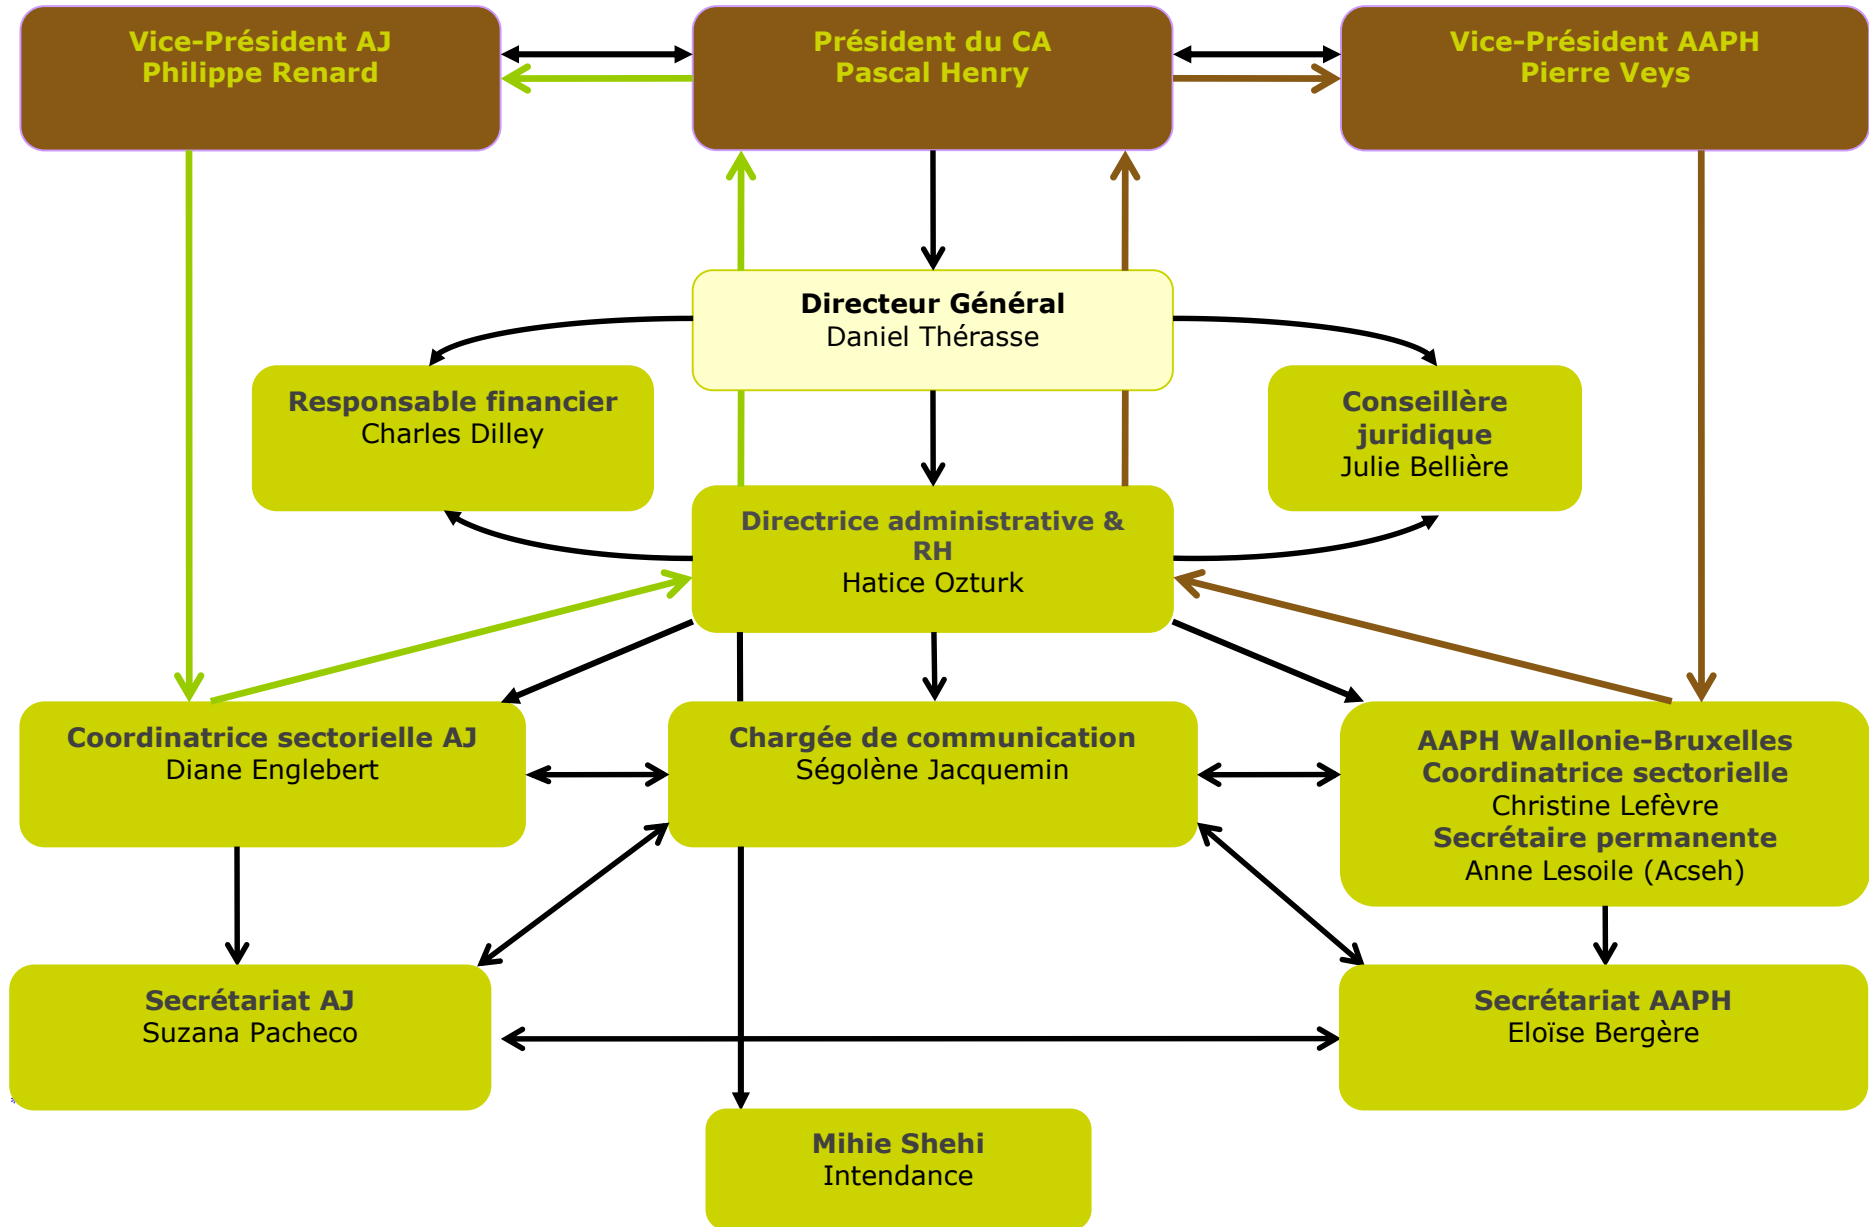 Vice-Président AJ
Philippe Renard
Président du CA
Pascal Henry
Vice-Président AAPH
Pierre Veys
Directeur Général
Daniel Thérasse
Responsable financier
Charles Dilley
Conseillère
juridique
Julie Bellière
Directrice administrative &
RH
Hatice Ozturk
Coordinatrice sectorielle AJ
Diane Englebert
Chargée de communication
Ségolène Jacquemin
AAPH Wallonie-Bruxelles
Coordinatrice sectorielle
Christine Lefèvre
Secrétaire permanente
Anne Lesoile (Acseh)
Secrétariat AJ
Suzana Pacheco
Secrétariat AAPH
Eloïse Bergère
Mihie Shehi
Intendance